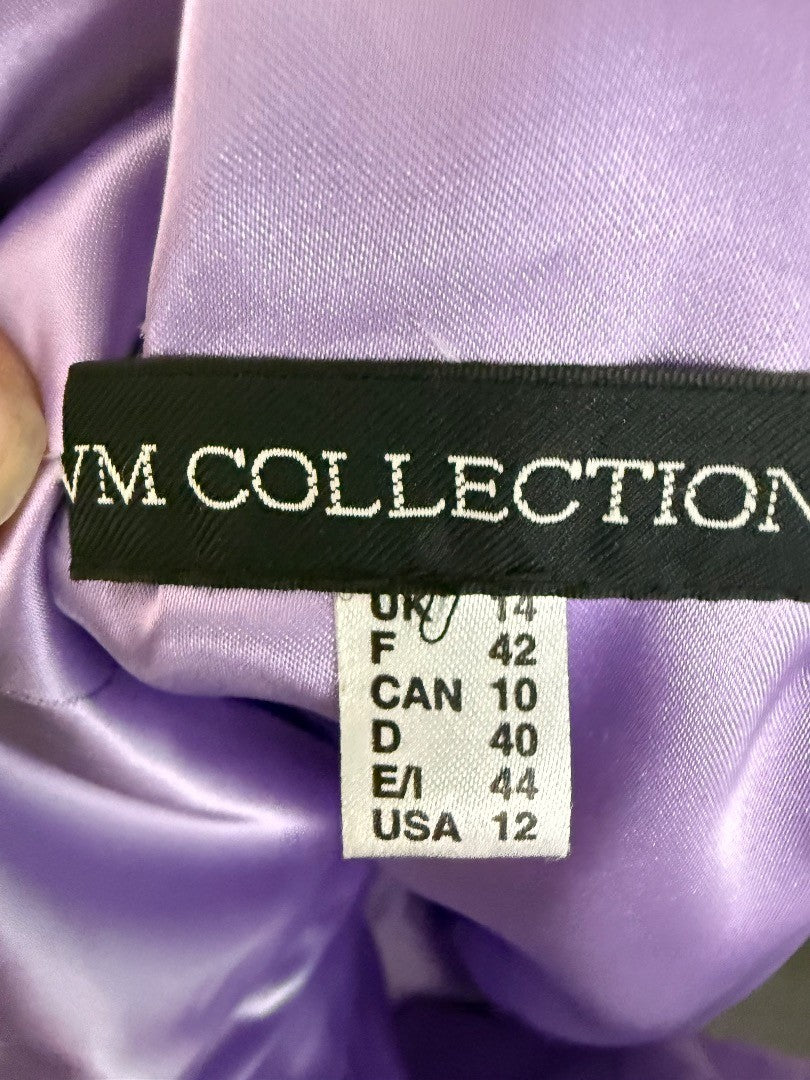 VM COLLECTION
UK 14
F 42
CAN 10
D 40
E/I 44
USA 12